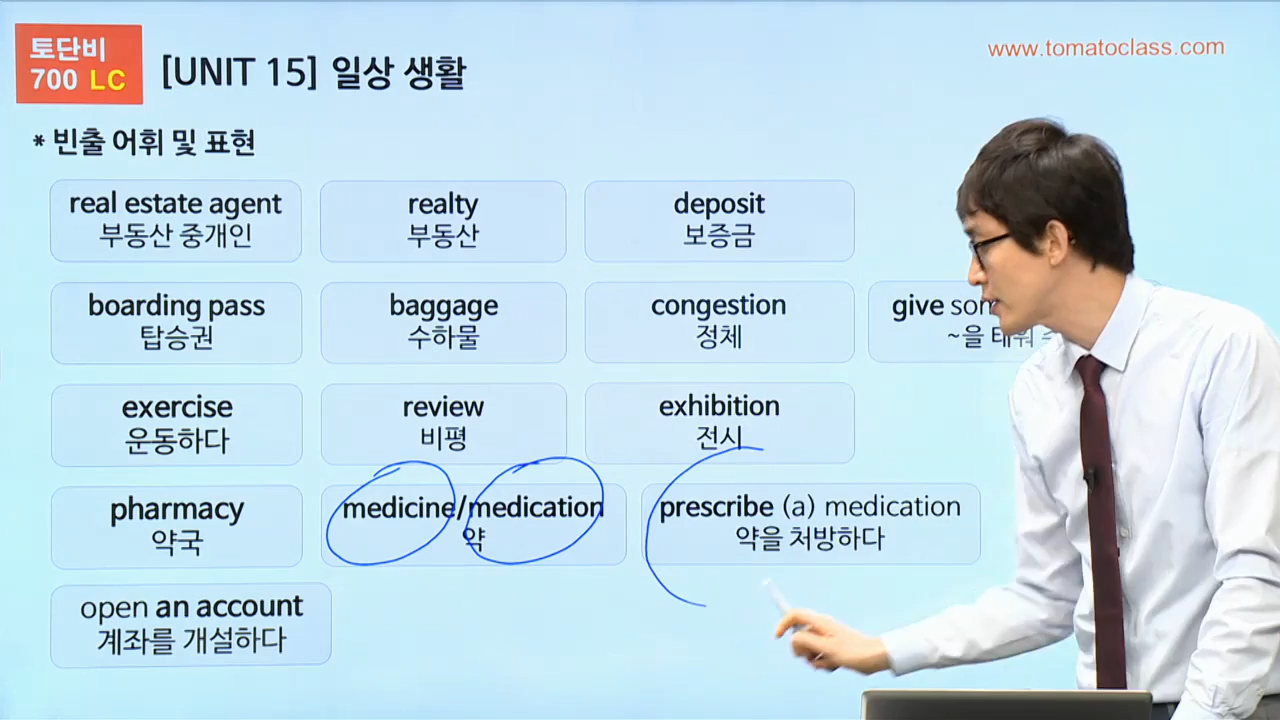 토단비
700 LC
[UNIT 15] 일상 생활
www.tomatoclass.com
* 빈출 어휘 및 표현
real estate agent
부동산 중개인
realty
부동산
deposit
보증금
boarding pass
탑승권
baggage
수하물
congestion
정체
give
~을 태워
exercise
운동하다
review
비평
exhibition
전시
pharmacy
약국
medicine/medication
약
prescribe (a) medication
약을 처방하다
open an account
계좌를 개설하다